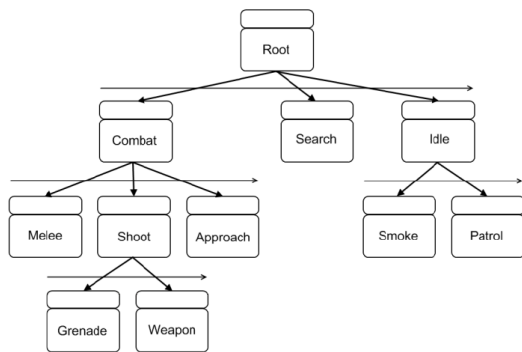 Root
Combat
Search
Idle
Melee
Shoot
Approach
Smoke
Patrol
Grenade
Weapon